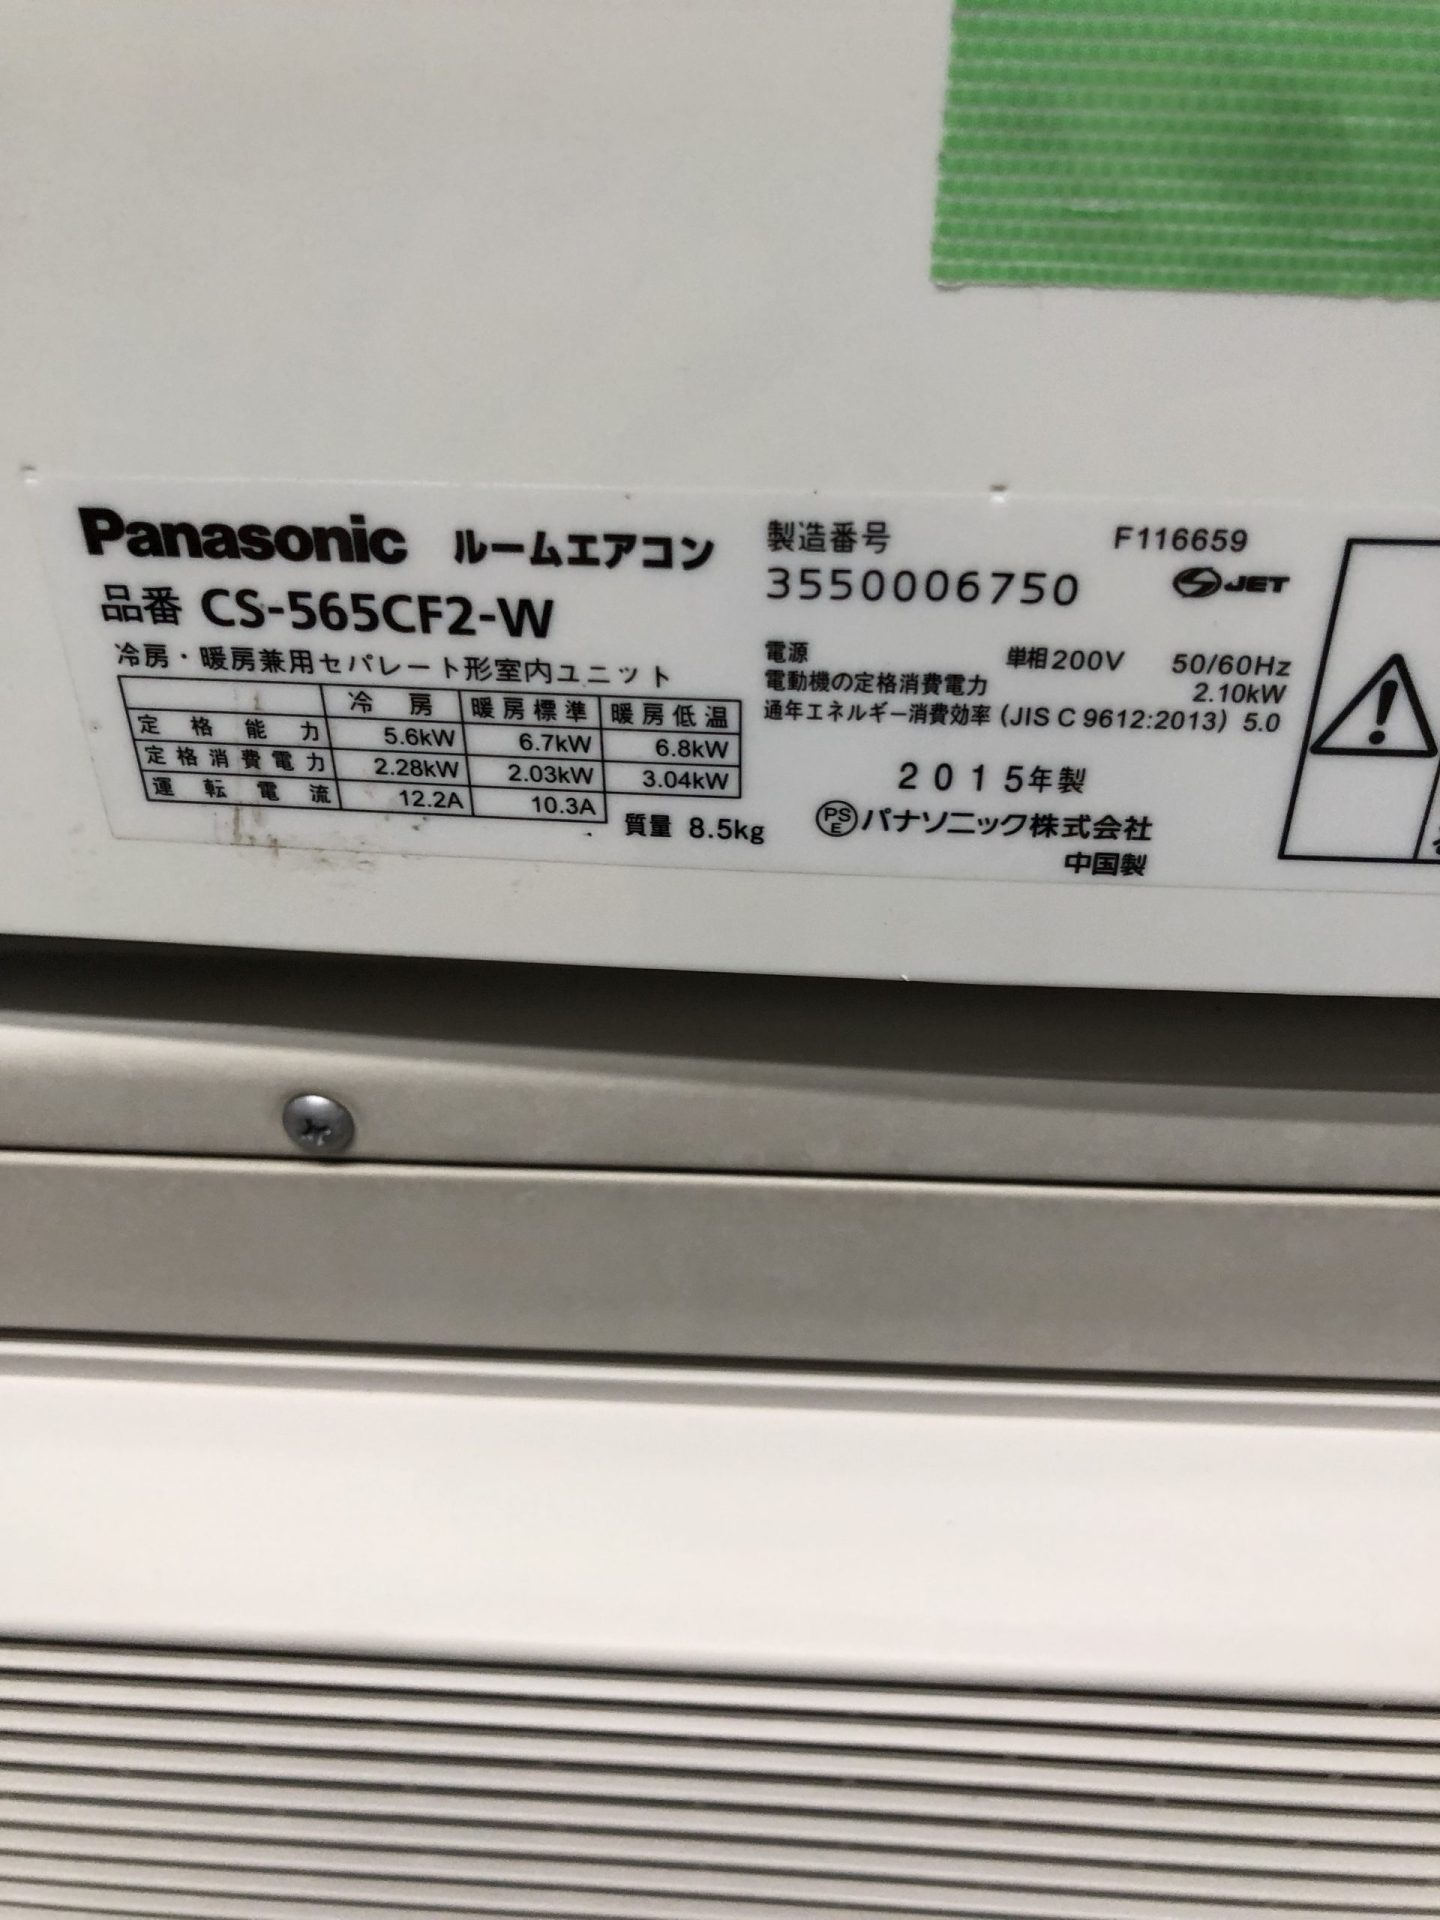 Panasonic ルームエアコン
品番 CS-565CF2-W
冷房・暖房兼用セパレート形室内ユニット
冷房 暖房標準 暖房低温
定格能力 5.6kW 6.7kW 6.8kW
定格消費電力 2.28kW 2.03kW 3.04kW
運転電流 12.2A 10.3A
質量 8.5kg
製造番号 F116659
3550006750 JET
電源 単相200V 50/60Hz
電動機の定格消費電力 2.10kW
通年エネルギー消費効率 (JIS C 9612:2013) 5.0
2015年製
PSE パナソニック株式会社
中国製